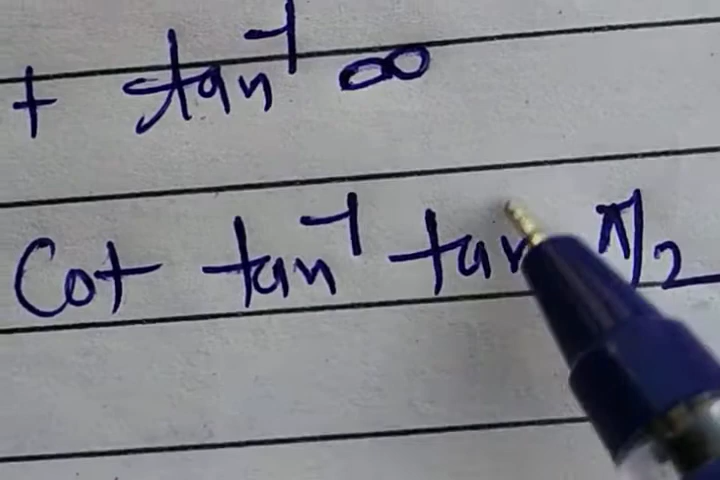 t tan⁻¹ ∞
Cot tan⁻¹ tan π/2